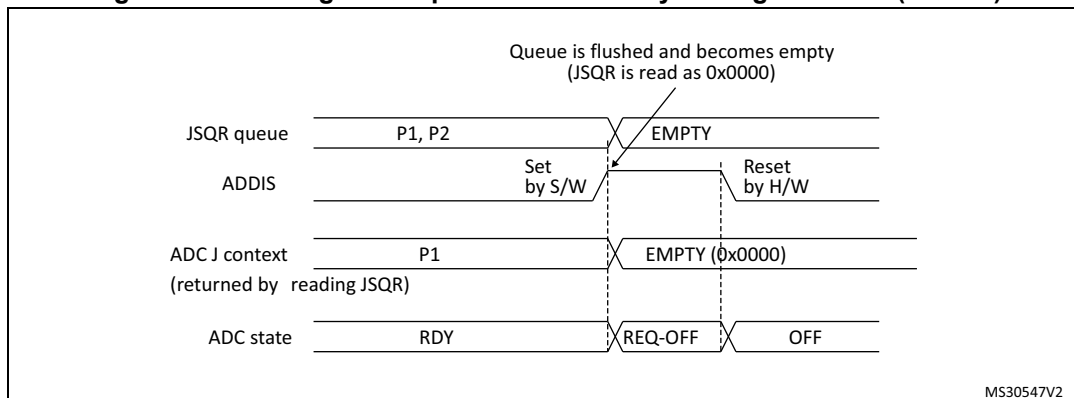 Queue is flushed and becomes empty
(JSQR is read as 0x0000)
JSQR queue P1, P2 EMPTY
ADDIS Set by S/W Reset by H/W
ADC J context P1 EMPTY (0x0000)
(returned by reading JSQR)
ADC state RDY REQ-OFF OFF
MS30547V2